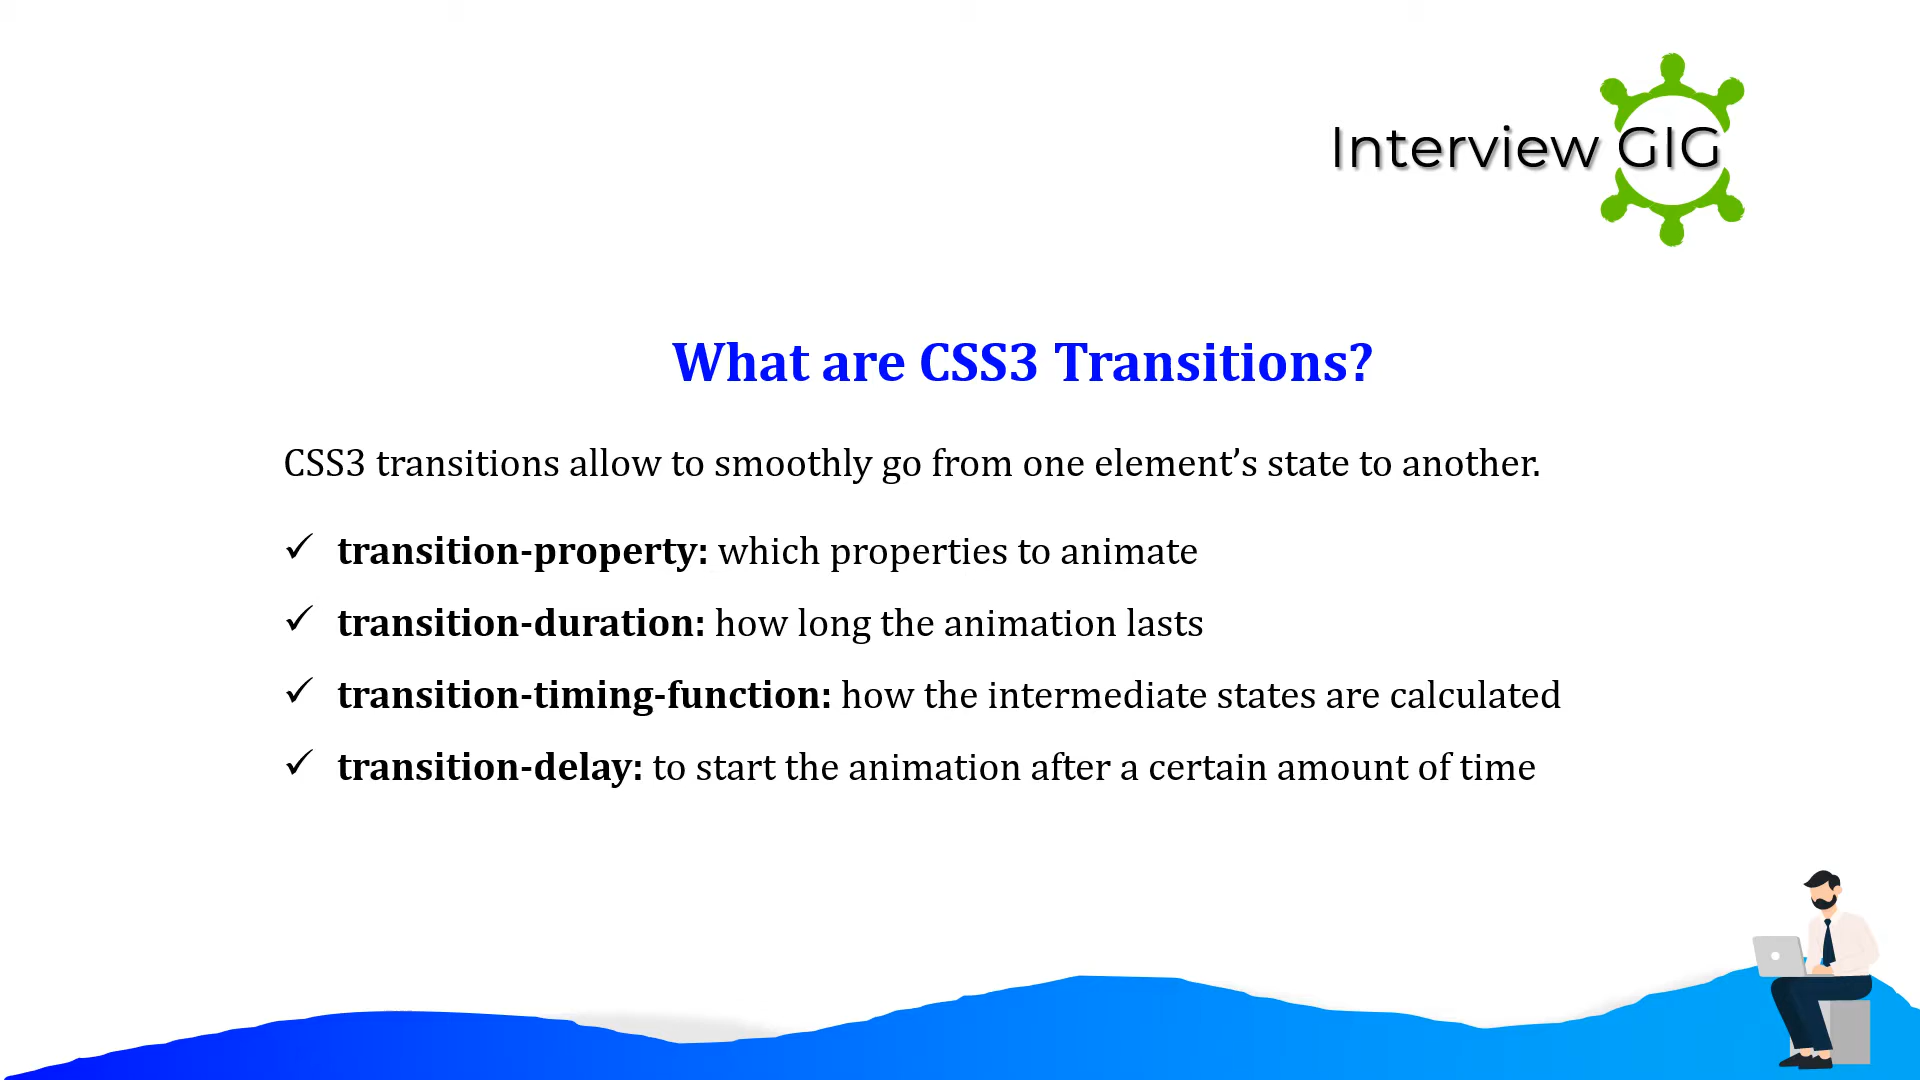 Interview GIG
What are CSS3 Transitions?
CSS3 transitions allow to smoothly go from one element’s state to another.
✓ transition-property: which properties to animate
✓ transition-duration: how long the animation lasts
✓ transition-timing-function: how the intermediate states are calculated
✓ transition-delay: to start the animation after a certain amount of time